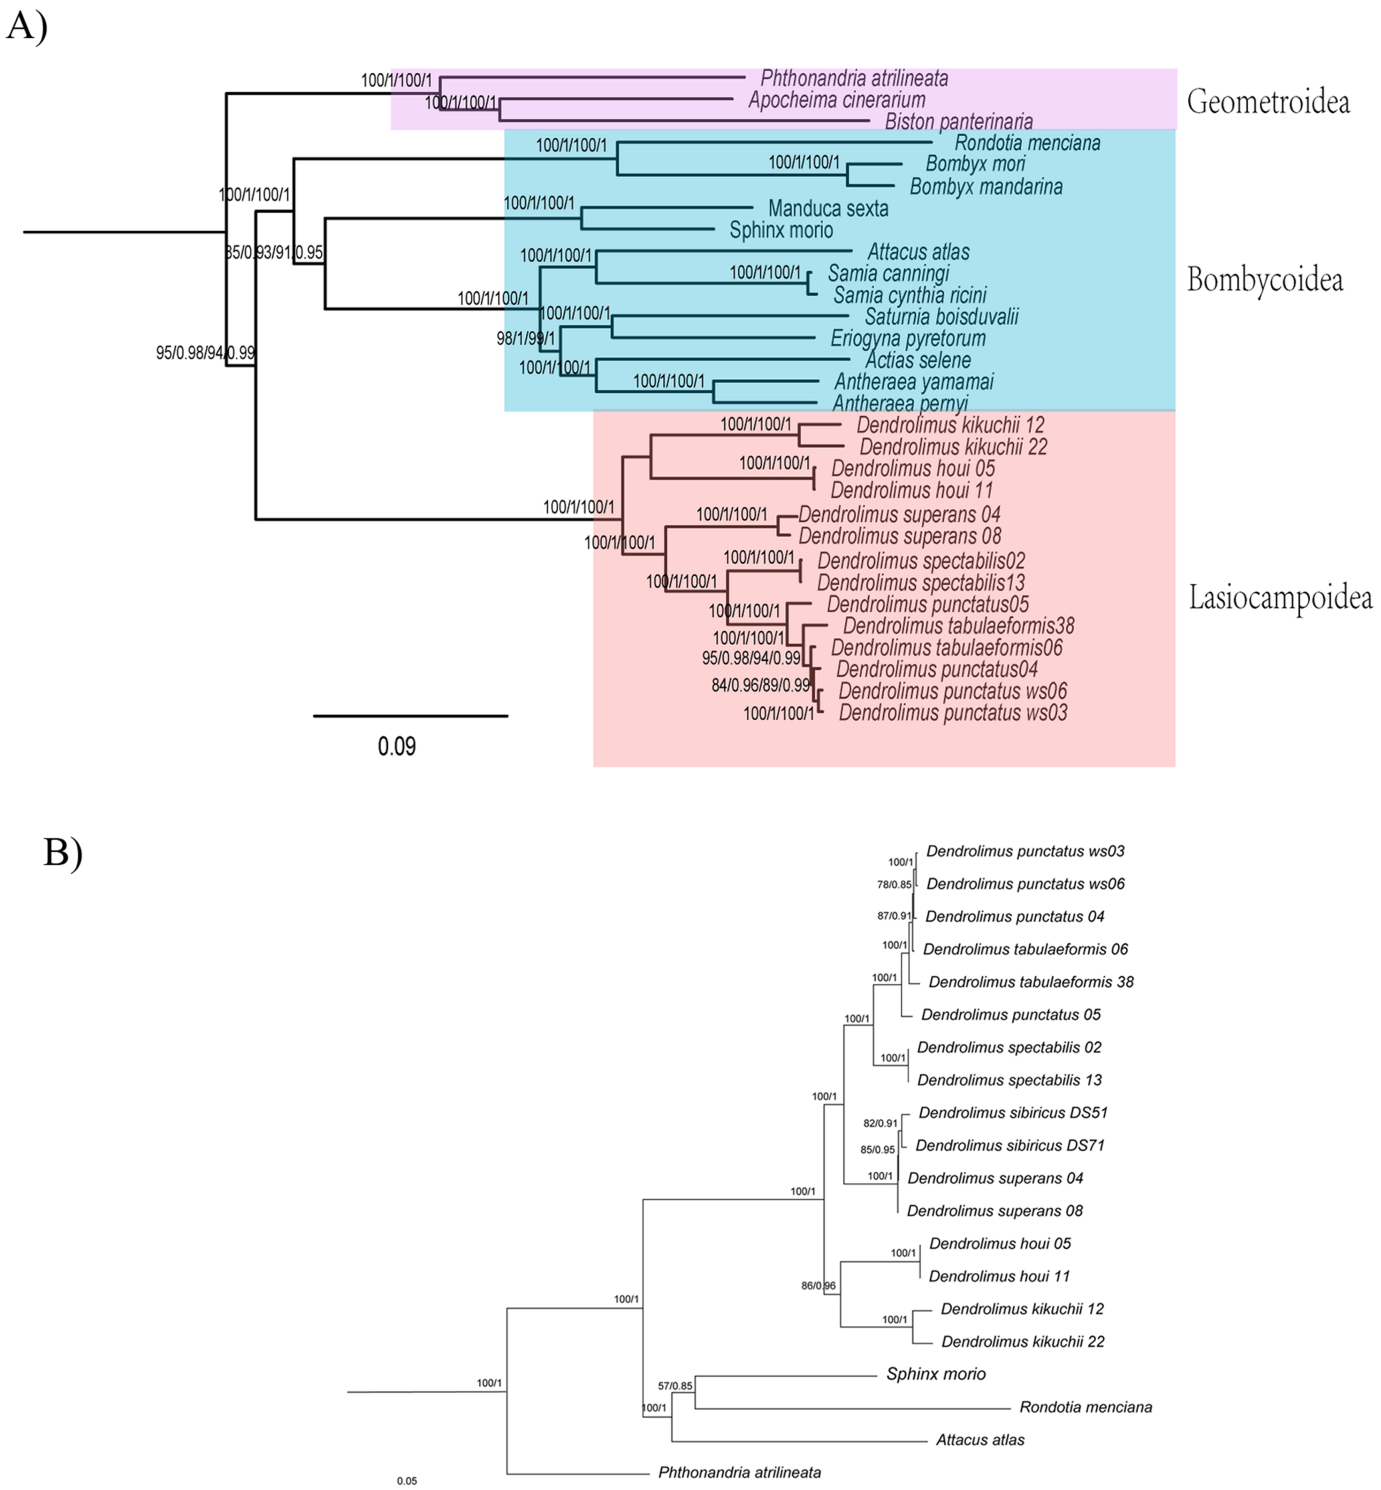 A)
100/1/100/1
Phthonandria atrilineata
100/1/100/1
Apocheima cinerarium
Geometroidea
Biston panterinaria
100/1/100/1
Rondotia menciana
100/1/100/1
Bombyx mori
Bombyx mandarina
100/1/100/1
100/1/100/1
Manduca sexta
Sphinx morio
85/0.93/91/0.95
100/1/100/1
Attacus atlas
100/1/100/1
Samia canningi
Bombycoidea
Samia cynthia ricini
100/1/100/1
100/1/100/1
Saturnia boisduvalii
98/1/99/1
Eriogyna pyretorum
95/0.98/94/0.99
Actias selene
100/1/100/1
100/1/100/1
Antheraea yamamai
Antheraea pernyi
100/1/100/1
Dendrolimus kikuchii 12
Dendrolimus kikuchii 22
100/1/100/1
Dendrolimus houi 05
Dendrolimus houi 11
100/1/100/1
100/1/100/1
Dendrolimus superans 04
Dendrolimus superans 08
100/1/100/1
100/1/100/1
Dendrolimus spectabilis02
100/1/100/1
Dendrolimus spectabilis13
Lasiocampoidea
100/1/100/1
Dendrolimus punctatus05
Dendrolimus tabulaeformis38
100/1/100/1
Dendrolimus tabulaeformis06
95/0.98/94/0.99
Dendrolimus punctatus04
84/0.96/89/0.99
Dendrolimus punctatus ws06
100/1/100/1
Dendrolimus punctatus ws03
0.09
B)
Dendrolimus punctatus ws03
100/1
78/0.85
Dendrolimus punctatus ws06
87/0.91
Dendrolimus punctatus 04
100/1
Dendrolimus tabulaeformis 06
100/1
Dendrolimus tabulaeformis 38
100/1
Dendrolimus punctatus 05
Dendrolimus spectabilis 02
100/1
Dendrolimus spectabilis 13
100/1
Dendrolimus sibiricus DS51
82/0.91
85/0.95
Dendrolimus sibiricus DS71
100/1
Dendrolimus superans 04
100/1
Dendrolimus superans 08
Dendrolimus houi 05
100/1
Dendrolimus houi 11
86/0.96
100/1
Dendrolimus kikuchii 12
100/1
Dendrolimus kikuchii 22
Sphinx morio
100/1
57/0.85
100/1
Rondotia menciana
Attacus atlas
Phthonandria atrilineata
0.05